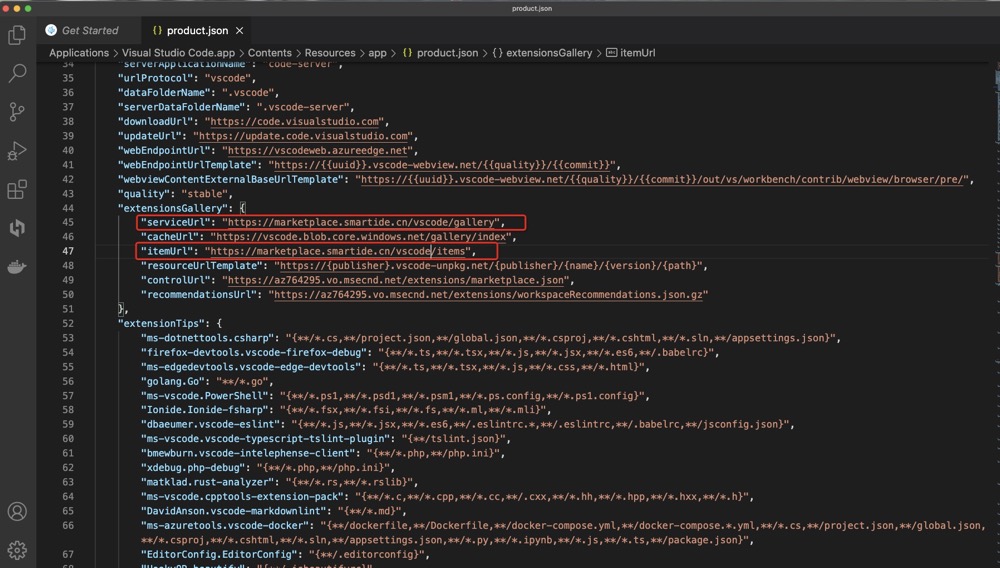 product.json
Get Started
{ } product.json ×
Applications > Visual Studio Code.app > Contents > Resources > app > { } product.json > { } extensionsGallery > itemUrl
34 "serverApplicationName": "code-server",
35 "urlProtocol": "vscode",
36 "dataFolderName": ".vscode",
37 "serverDataFolderName": ".vscode-server",
38 "downloadUrl": "https://code.visualstudio.com",
39 "updateUrl": "https://update.code.visualstudio.com",
40 "webEndpointUrl": "https://vscodeweb.azureedge.net",
41 "webEndpointUrlTemplate": "https://{{uuid}}.vscode-webview.net/{{quality}}/{{commit}}",
42 "webviewContentExternalBaseUrlTemplate": "https://{{uuid}}.vscode-webview.net/{{quality}}/{{commit}}/out/vs/workbench/contrib/webview/browser/pre/",
43 "quality": "stable",
44 "extensionsGallery": {
45 "serviceUrl": "https://marketplace.smartide.cn/vscode/gallery",
46 "cacheUrl": "https://vscode.blob.core.windows.net/gallery/index",
47 "itemUrl": "https://marketplace.smartide.cn/vscode/items",
48 "resourceUrlTemplate": "https://{publisher}.vscode-unpkg.net/{publisher}/{name}/{version}/{path}",
49 "controlUrl": "https://az764295.vo.msecnd.net/extensions/marketplace.json",
50 "recommendationsUrl": "https://az764295.vo.msecnd.net/extensions/workspaceRecommendations.json.gz"
51 },
52 "extensionTips": {
53 "ms-dotnettools.csharp": "{**/*.cs,**/project.json,**/global.json,**/*.csproj,**/*.cshtml,**/*.sln,**/appsettings.json}",
54 "firefox-devtools.vscode-firefox-debug": "{**/*.ts,**/*.tsx,**/*.js,**/*.jsx,**/*.es6,**/.babelrc}",
55 "ms-edgedevtools.vscode-edge-devtools": "{**/*.ts,**/*.tsx,**/*.js,**/*.css,**/*.html}",
56 "golang.Go": "**/*.go",
57 "ms-vscode.PowerShell": "{**/*.ps1,**/*.psd1,**/*.psm1,**/*.ps.config,**/*.ps1.config}",
58 "Ionide.Ionide-fsharp": "{**/*.fsx,**/*.fsi,**/*.fs,**/*.ml,**/*.mli}",
59 "dbaeumer.vscode-eslint": "{**/*.js,**/*.jsx,**/*.es6,**/.eslintrc.*,**/.eslintrc,**/.babelrc,**/jsconfig.json}",
60 "ms-vscode.vscode-typescript-tslint-plugin": "{**/tslint.json}",
61 "bmewburn.vscode-intelephense-client": "{**/*.php,**/php.ini}",
62 "xdebug.php-debug": "{**/*.php,**/php.ini}",
63 "matklad.rust-analyzer": "{**/*.rs,**/*.rslib}",
64 "ms-vscode.cpptools-extension-pack": "{**/*.c,**/*.cpp,**/*.cc,**/.cxx,**/*.hh,**/*.hpp,**/*.hxx,**/*.h}",
65 "DavidAnson.vscode-markdownlint": "{**/*.md}",
66 "ms-azuretools.vscode-docker": "{**/dockerfile,**/Dockerfile,**/docker-compose.yml,**/docker-compose.*.yml,**/*.cs,**/project.json,**/global.json,
**/*.csproj,**/*.cshtml,**/*.sln,**/appsettings.json,**/*.py,**/*.ipynb,**/*.js,**/*.ts,**/package.json}",
67 "EditorConfig.EditorConfig": "{**/.editorconfig}",
68